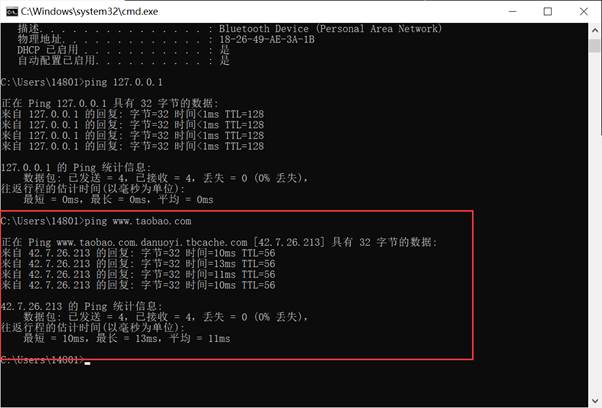 C:\Windows\system32\cmd.exe
描述. . . . . . . . . . . . . . . : Bluetooth Device (Personal Area Network)
物理地址. . . . . . . . . . . . . : 18-26-49-AE-3A-1B
DHCP 已启用 . . . . . . . . . . . : 是
自动配置已启用. . . . . . . . . . : 是
C:\Users\14801>ping 127.0.0.1
正在 Ping 127.0.0.1 具有 32 字节的数据:
来自 127.0.0.1 的回复: 字节=32 时间<1ms TTL=128
来自 127.0.0.1 的回复: 字节=32 时间<1ms TTL=128
来自 127.0.0.1 的回复: 字节=32 时间<1ms TTL=128
来自 127.0.0.1 的回复: 字节=32 时间<1ms TTL=128
127.0.0.1 的 Ping 统计信息:
数据包: 已发送 = 4，已接收 = 4，丢失 = 0 (0% 丢失)，
往返行程的估计时间(以毫秒为单位):
最短 = 0ms，最长 = 0ms，平均 = 0ms
C:\Users\14801>ping www.taobao.com
正在 Ping www.taobao.com.danuoyi.tbcache.com [42.7.26.213] 具有 32 字节的数据:
来自 42.7.26.213 的回复: 字节=32 时间=10ms TTL=56
来自 42.7.26.213 的回复: 字节=32 时间=13ms TTL=56
来自 42.7.26.213 的回复: 字节=32 时间=11ms TTL=56
来自 42.7.26.213 的回复: 字节=32 时间=10ms TTL=56
42.7.26.213 的 Ping 统计信息:
数据包: 已发送 = 4，已接收 = 4，丢失 = 0 (0% 丢失)，
往返行程的估计时间(以毫秒为单位):
最短 = 10ms，最长 = 13ms，平均 = 11ms
C:\Users\14801>